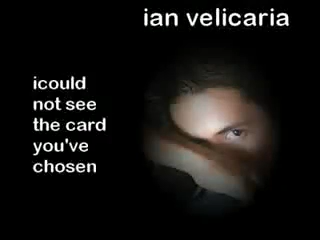 ian velicaria
icould
not see
the card
you've
chosen